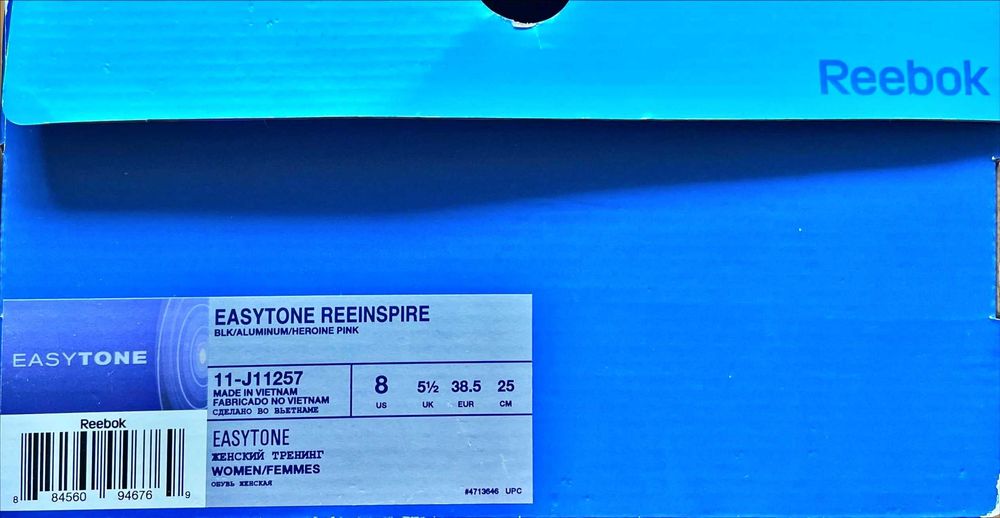 Reebok
EASYTONE
EASYTONE REEINSPIRE
BLK/ALUMINUM/HEROINE PINK
11-J11257
MADE IN VIETNAM
FABRICADO NO VIETNAM
СДЕЛАНО ВО ВЬЕТНАМЕ
8 5½ 38.5 25
US UK EUR CM
EASYTONE
ЖЕНСКИЙ ТРЕНИНГ
WOMEN/FEMMES
ОБУВЬ ЖЕНСКАЯ
#4713646 UPC
Reebok
8 84560 94676 9